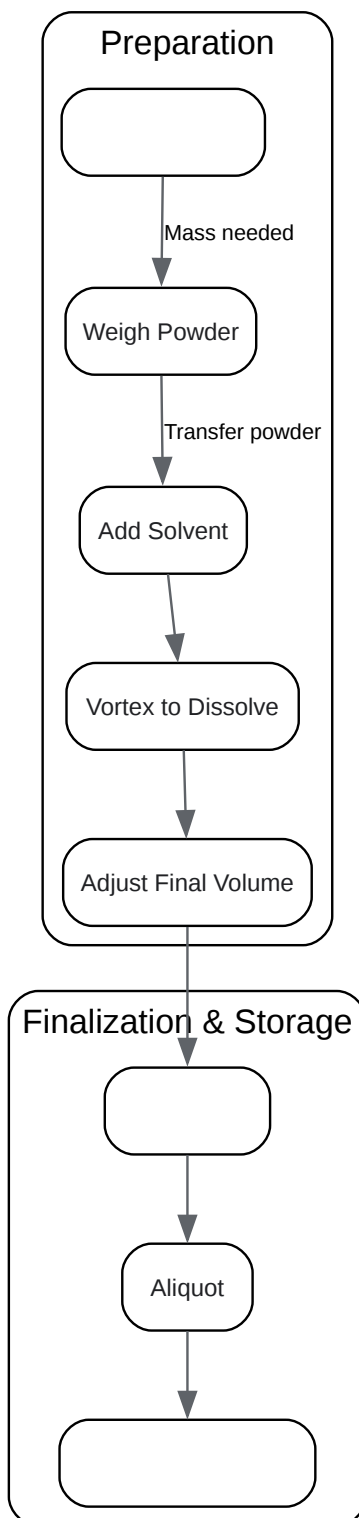 Preparation
Mass needed
Weigh Powder
Transfer powder
Add Solvent
Vortex to Dissolve
Adjust Final Volume
Finalization & Storage
Aliquot